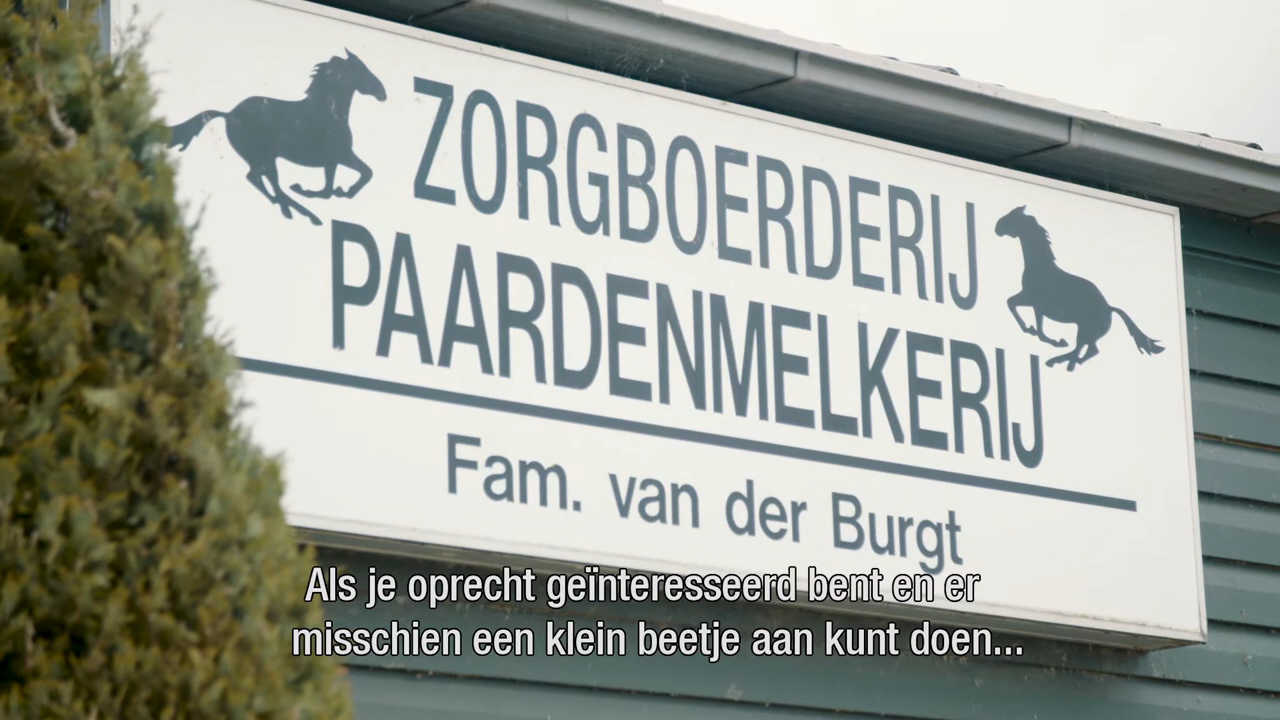 ZORGBOERDERIJ
PAARDENMELKERIJ
Fam. van der Burgt
Als je oprecht geïnteresseerd bent en er
misschien een klein beetje aan kunt doen...